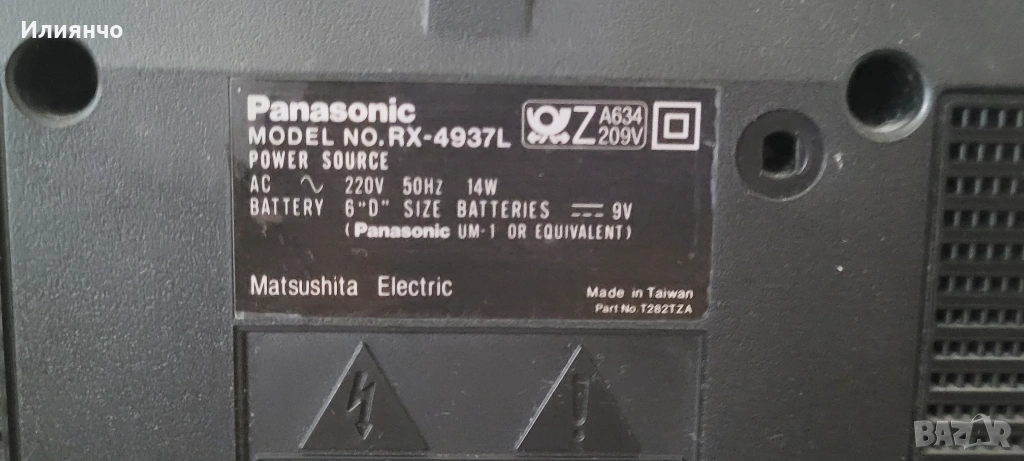 Илиянчо
Panasonic
MODEL NO.RX-4937L
Z A634
209V
POWER SOURCE
AC ∿ 220V 50Hz 14W
BATTERY 6"D" SIZE BATTERIES ⎓ 9V
(Panasonic UM-1 OR EQUIVALENT)
Matsushita Electric
Made in Taiwan
Part No.T282TZA
BAZAR